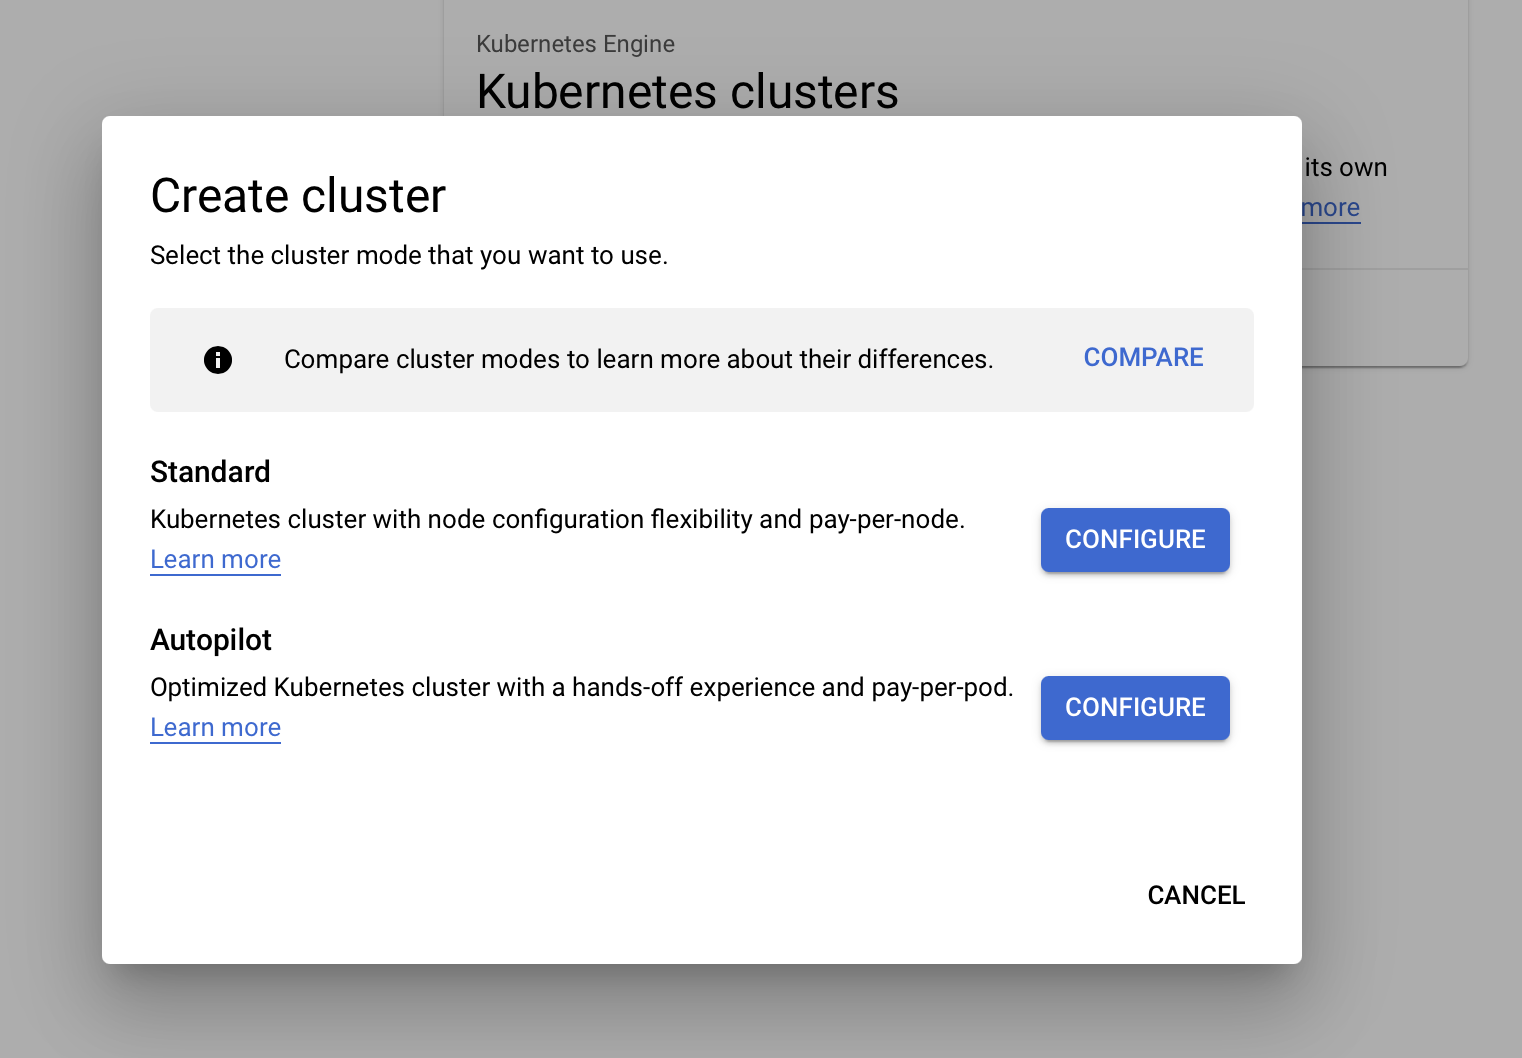 Kubernetes Engine
Kubernetes clusters
its own
more
Create cluster
Select the cluster mode that you want to use.
Compare cluster modes to learn more about their differences.
COMPARE
Standard
Kubernetes cluster with node configuration flexibility and pay-per-node.
Learn more
CONFIGURE
Autopilot
Optimized Kubernetes cluster with a hands-off experience and pay-per-pod.
Learn more
CONFIGURE
CANCEL